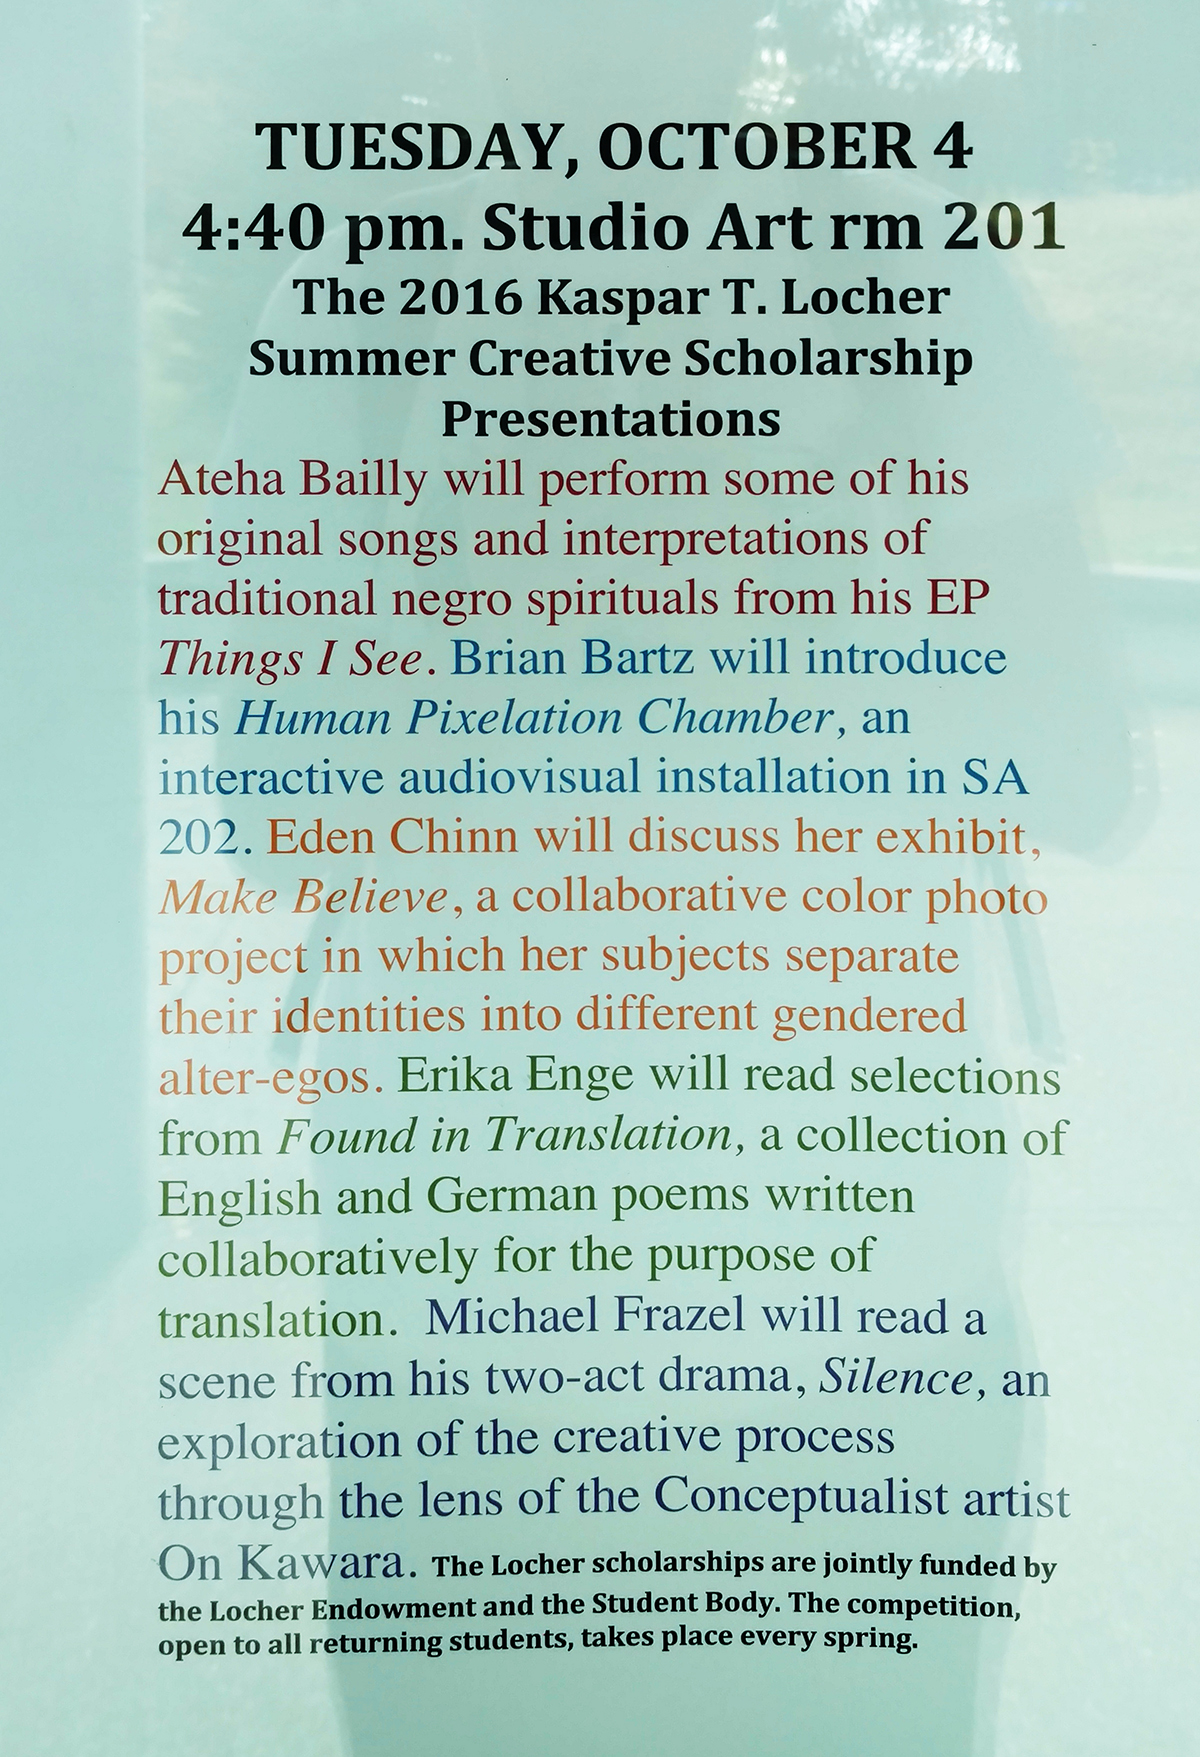 TUESDAY, OCTOBER 4
4:40 pm. Studio Art rm 201
The 2016 Kaspar T. Locher
Summer Creative Scholarship
Presentations
Ateha Bailly will perform some of his
original songs and interpretations of
traditional negro spirituals from his EP
Things I See. Brian Bartz will introduce
his Human Pixelation Chamber, an
interactive audiovisual installation in SA
202. Eden Chinn will discuss her exhibit,
Make Believe, a collaborative color photo
project in which her subjects separate
their identities into different gendered
alter-egos. Erika Enge will read selections
from Found in Translation, a collection of
English and German poems written
collaboratively for the purpose of
translation.  Michael Frazel will read a
scene from his two-act drama, Silence, an
exploration of the creative process
through the lens of the Conceptualist artist
On Kawara. The Locher scholarships are jointly funded by
the Locher Endowment and the Student Body. The competition,
open to all returning students, takes place every spring.